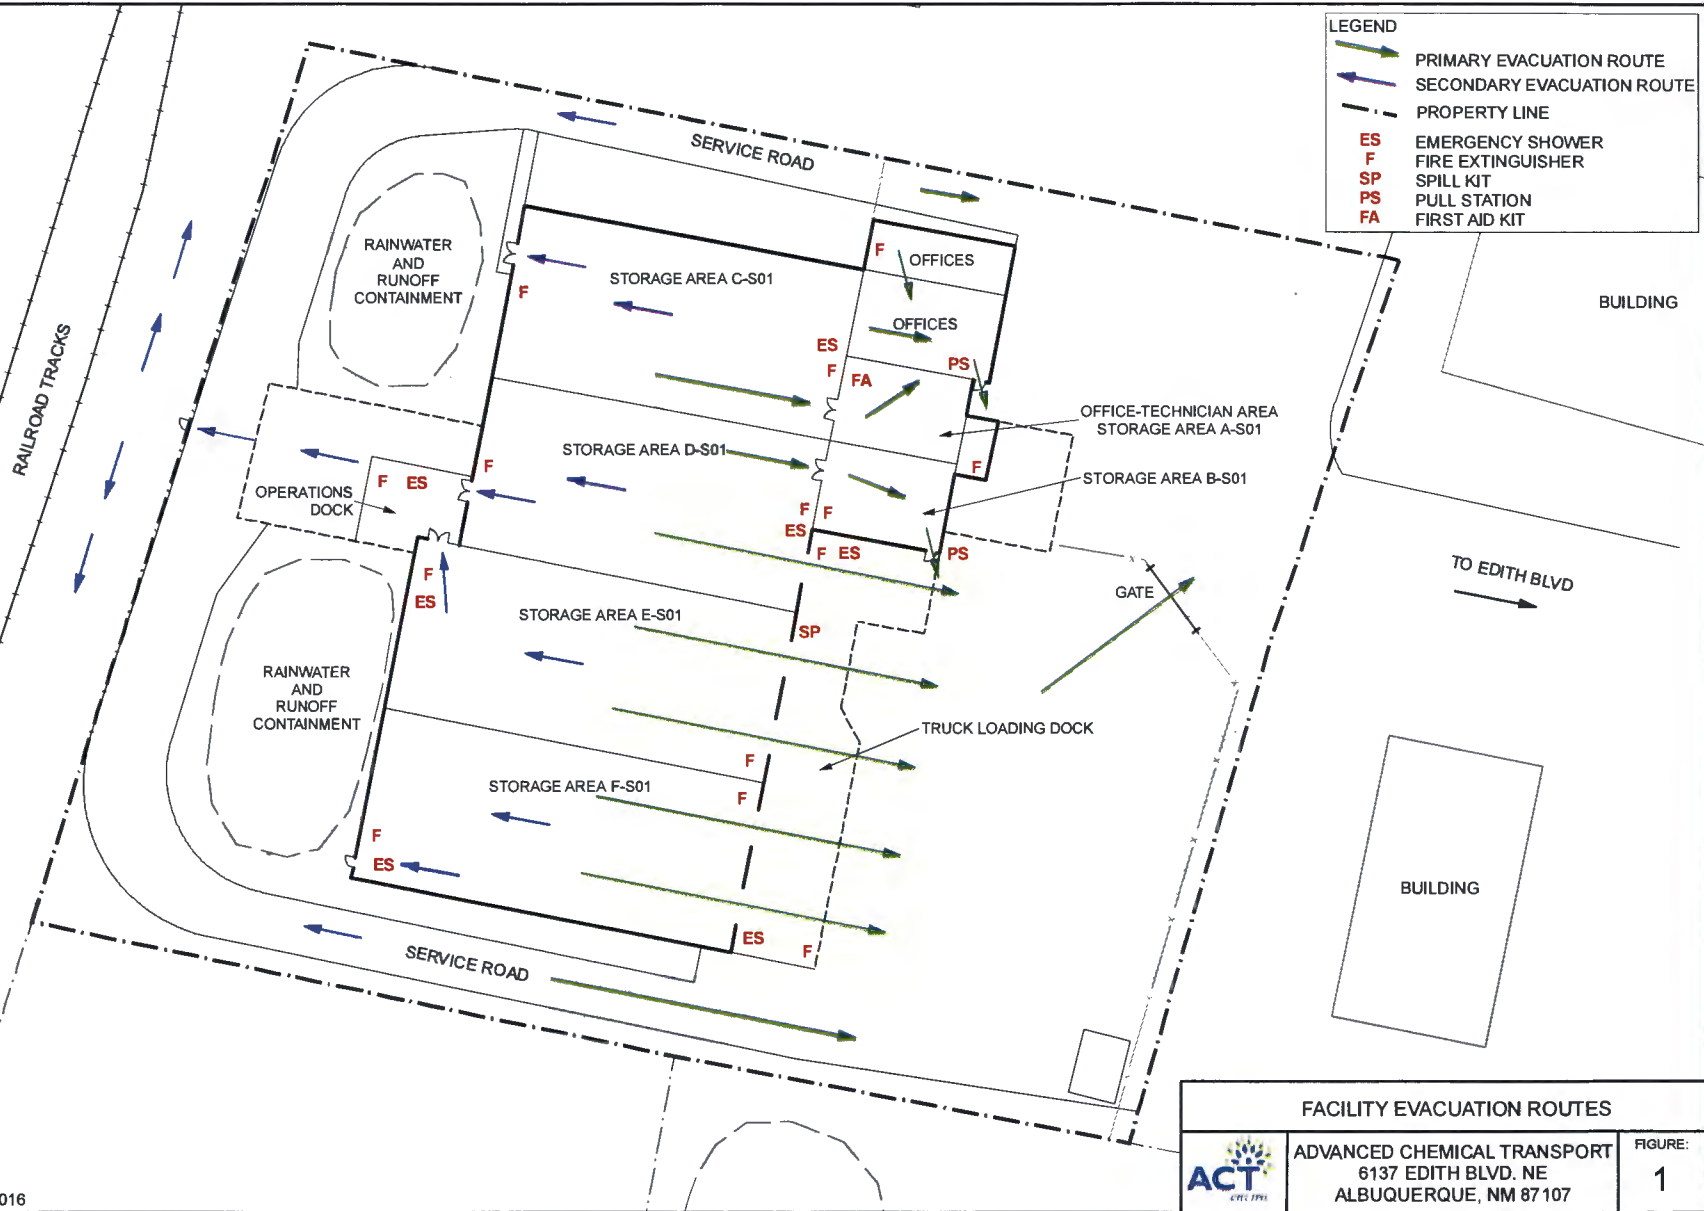 LEGEND
PRIMARY EVACUATION ROUTE
SECONDARY EVACUATION ROUTE
PROPERTY LINE
ES EMERGENCY SHOWER
F FIRE EXTINGUISHER
SP SPILL KIT
PS PULL STATION
FA FIRST AID KIT
SERVICE ROAD
RAINWATER
AND
RUNOFF
CONTAINMENT
F
OFFICES
STORAGE AREA C-S01
F
BUILDING
OFFICES
ES
PS
F
FA
RAILROAD TRACKS
OFFICE-TECHNICIAN AREA
STORAGE AREA A-S01
STORAGE AREA D-S01
F
F
STORAGE AREA B-S01
F ES
OPERATIONS
DOCK
F F
ES
F ES
PS
F
ES
TO EDITH BLVD
GATE
STORAGE AREA E-S01
SP
RAINWATER
AND
RUNOFF
CONTAINMENT
TRUCK LOADING DOCK
F
STORAGE AREA F-S01
F
F
ES
BUILDING
ES
F
SERVICE ROAD
FACILITY EVACUATION ROUTES
ACT
ADVANCED CHEMICAL TRANSPORT
6137 EDITH BLVD. NE
ALBUQUERQUE, NM 87107
FIGURE:
1
016